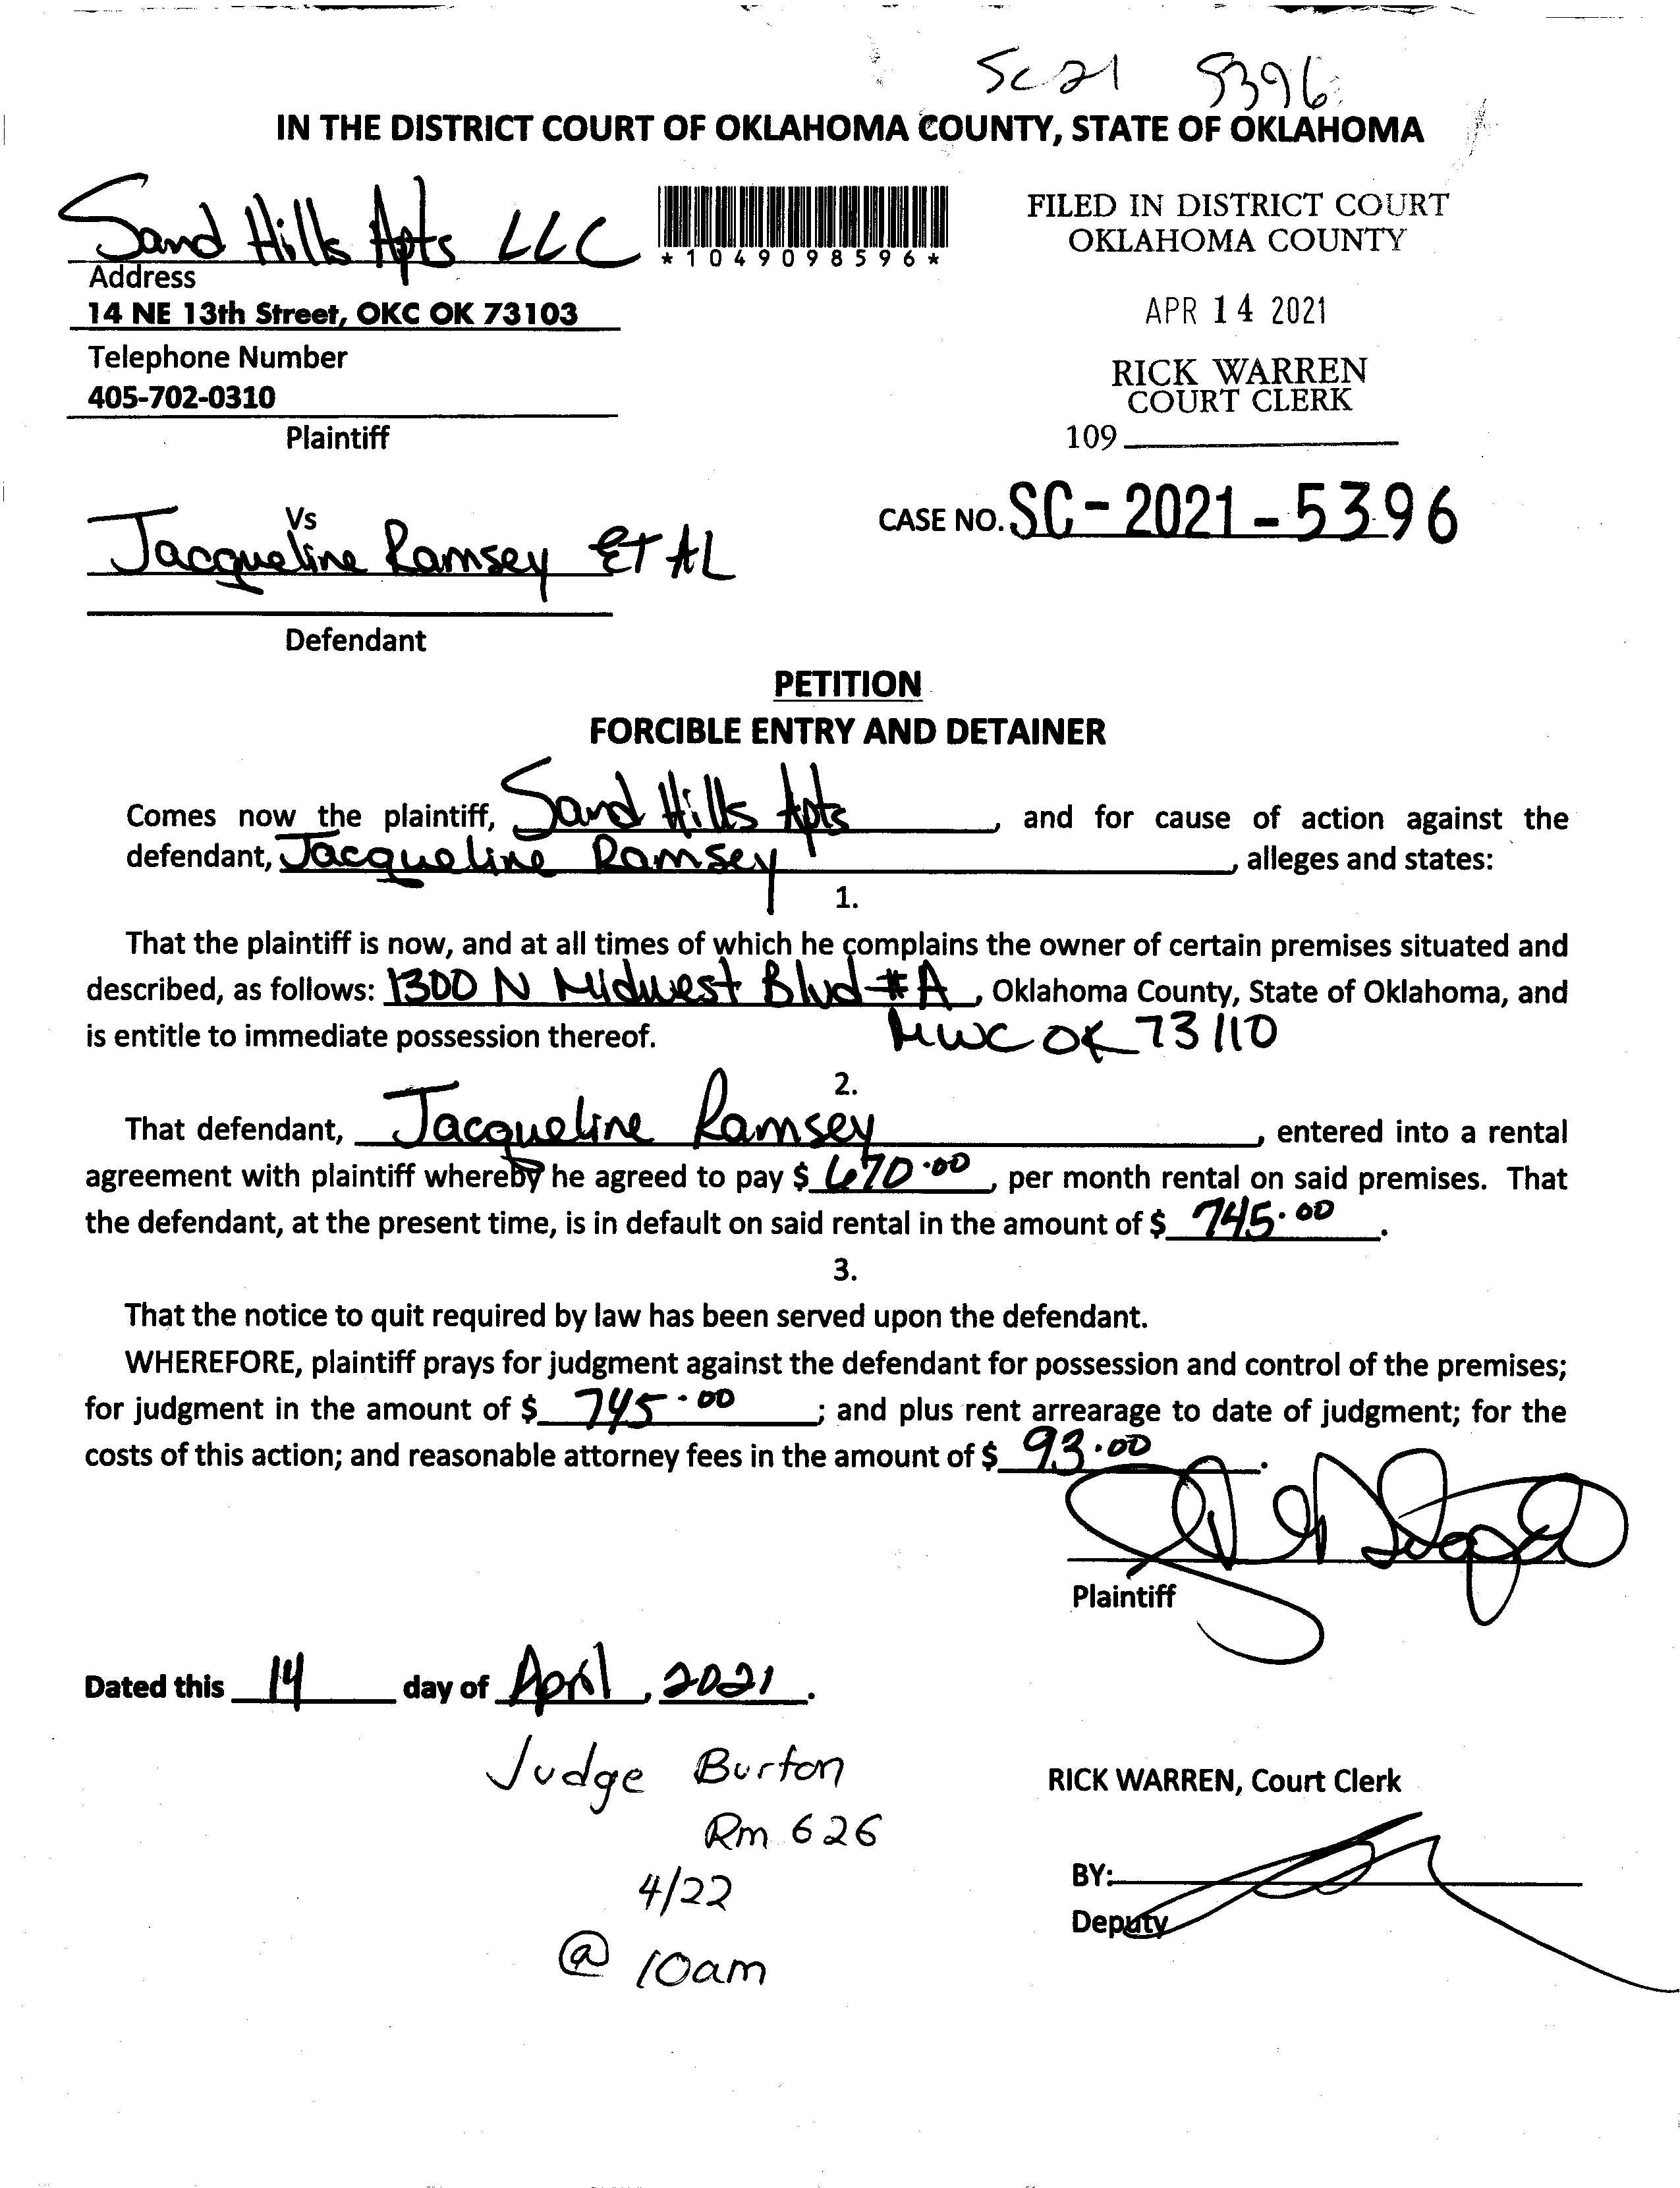 SC21 5396
IN THE DISTRICT COURT OF OKLAHOMA COUNTY, STATE OF OKLAHOMA
Sand Hills Apts LLC
*1049098596*
Address
14 NE 13th Street, OKC OK 73103
Telephone Number
405-702-0310
Plaintiff
FILED IN DISTRICT COURT
OKLAHOMA COUNTY
APR 14 2021
RICK WARREN
COURT CLERK
109
Vs
Jacqueline Ramsey ET AL
Defendant
CASE NO. SC-2021-5396
PETITION
FORCIBLE ENTRY AND DETAINER
Comes now the plaintiff, Sand Hills Apts, and for cause of action against the
defendant, Jacqueline Ramsey, alleges and states:
1.
That the plaintiff is now, and at all times of which he complains the owner of certain premises situated and
described, as follows: 1300 N Midwest Blvd #A, Oklahoma County, State of Oklahoma, and
is entitle to immediate possession thereof. MWC OK 73110
2.
That defendant, Jacqueline Ramsey, entered into a rental
agreement with plaintiff whereby he agreed to pay $ 670.00, per month rental on said premises. That
the defendant, at the present time, is in default on said rental in the amount of $ 745.00.
3.
That the notice to quit required by law has been served upon the defendant.
WHEREFORE, plaintiff prays for judgment against the defendant for possession and control of the premises;
for judgment in the amount of $ 745.00; and plus rent arrearage to date of judgment; for the
costs of this action; and reasonable attorney fees in the amount of $ 93.00.
Plaintiff
Dated this 14 day of April, 2021.
Judge Burton
Rm 626
4/22
@ 10am
RICK WARREN, Court Clerk
BY:
Deputy